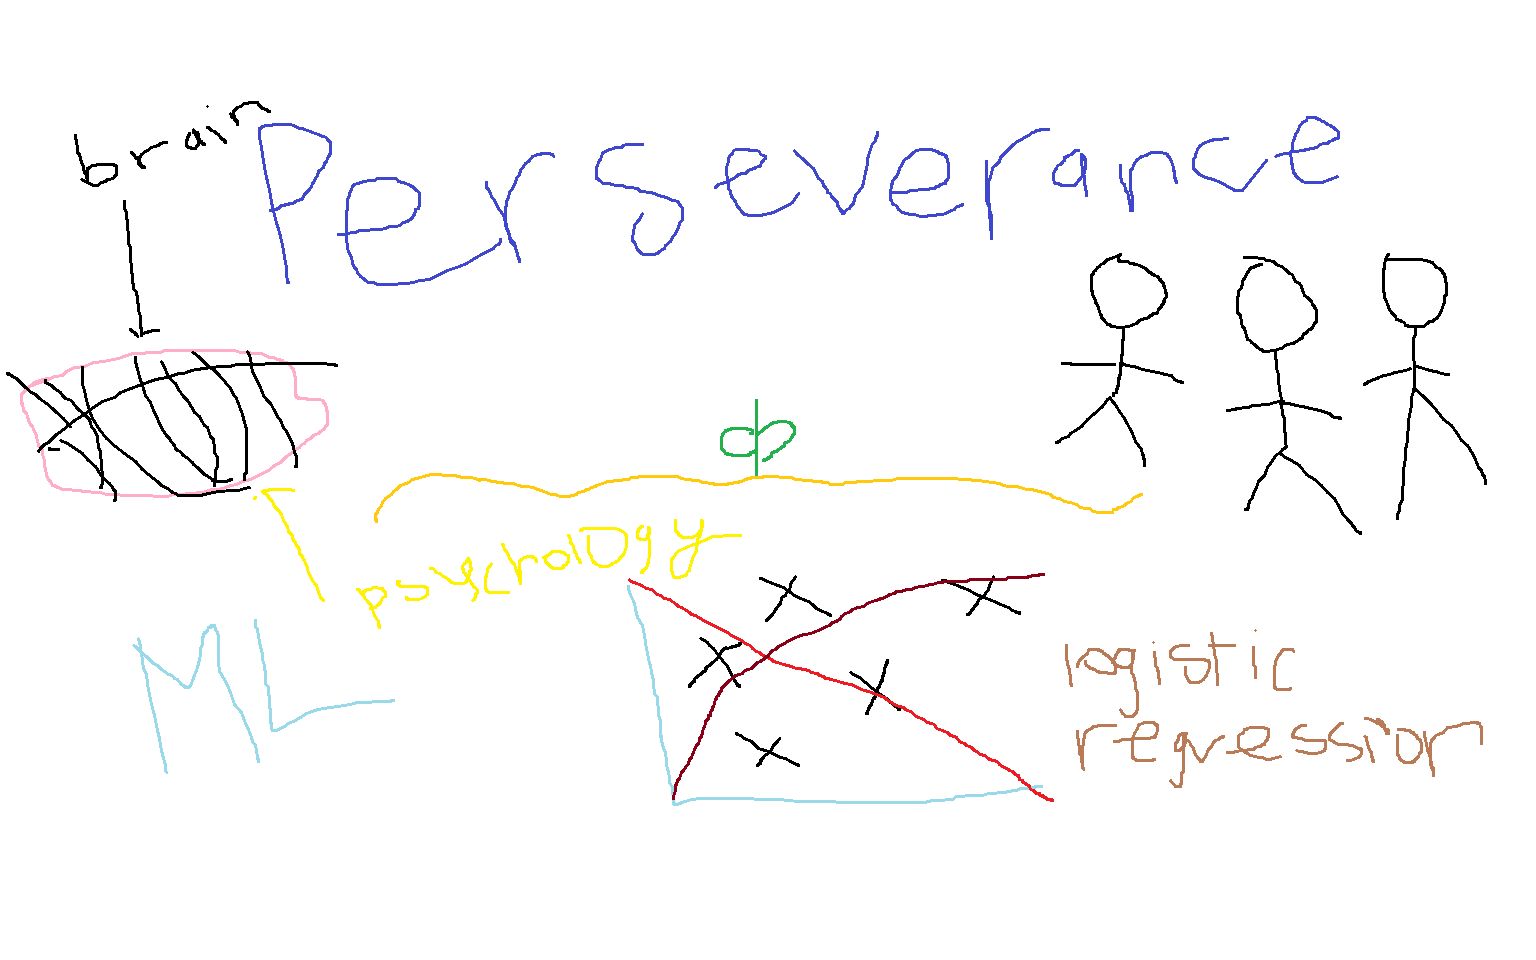 brain
Perseverance
psychology
ML
logistic
regression